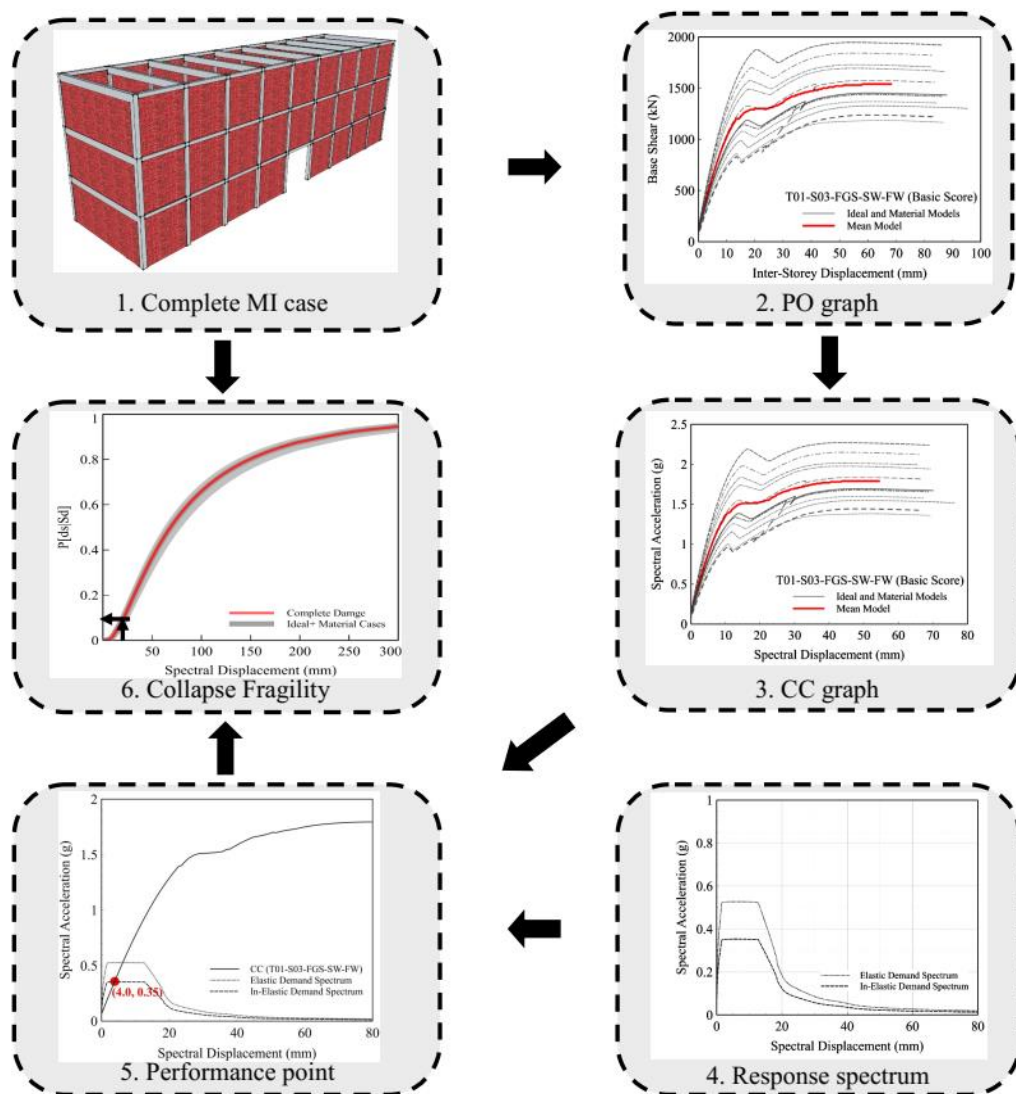 1. Complete MI case
2000
1500
1000
500
0
Base Shear (kN)
T01-S03-FGS-SW-FW (Basic Score)
Ideal and Material Models
Mean Model
0 10 20 30 40 50 60 70 80 90 100
Inter-Storey Displacement (mm)
2. PO graph
1
0.8
0.6
0.4
0.2
0
P[ds|Sd]
Complete Damge
Ideal+ Material Cases
50 100 150 200 250 300
Spectral Displacement (mm)
6. Collapse Fragility
2.5
2
1.5
1
0.5
0
Spectral Acceleration (g)
T01-S03-FGS-SW-FW (Basic Score)
Ideal and Material Models
Mean Model
0 10 20 30 40 50 60 70 80
Spectral Displacement (mm)
3. CC graph
2
1.5
1
0.5
0
Spectral Acceleration (g)
CC (T01-S03-FGS-SW-FW)
Elastic Demand Spectrum
In-Elastic Demand Spectrum
(4.0, 0.35)
0 20 40 60 80
Spectral Displacement (mm)
5. Performance point
1
0.8
0.6
0.4
0.2
0
Spectral Acceleration (g)
Elastic Demand Spectrum
In-Elastic Demand Spectrum
0 20 40 60 80
Spectral Displacement (mm)
4. Response spectrum